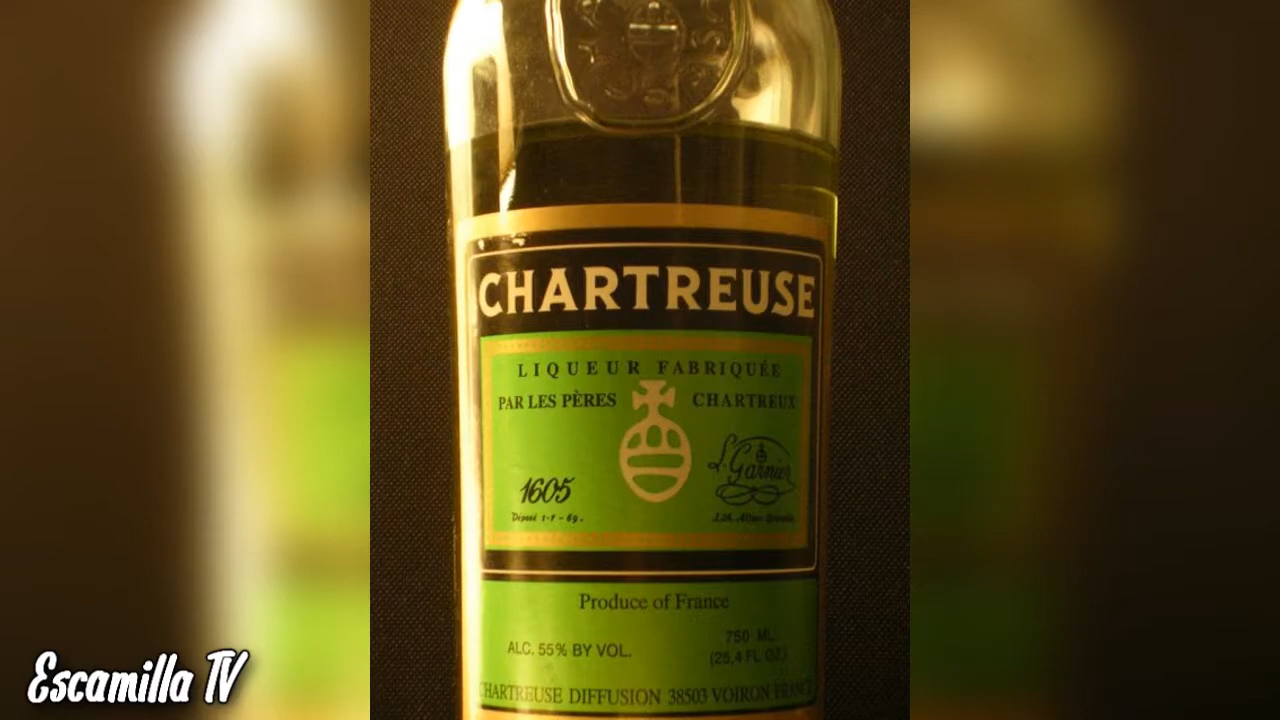 CHARTREUSE
LIQUEUR FABRIQUÉE
PAR LES PÈRES CHARTREUX
L. Garnier
1605
Produce of France
ALC. 55% BY VOL.
750 ML.
(25,4 FL. OZ.)
CHARTREUSE DIFFUSION 38503 VOIRON FRANCE
Escamilla TV